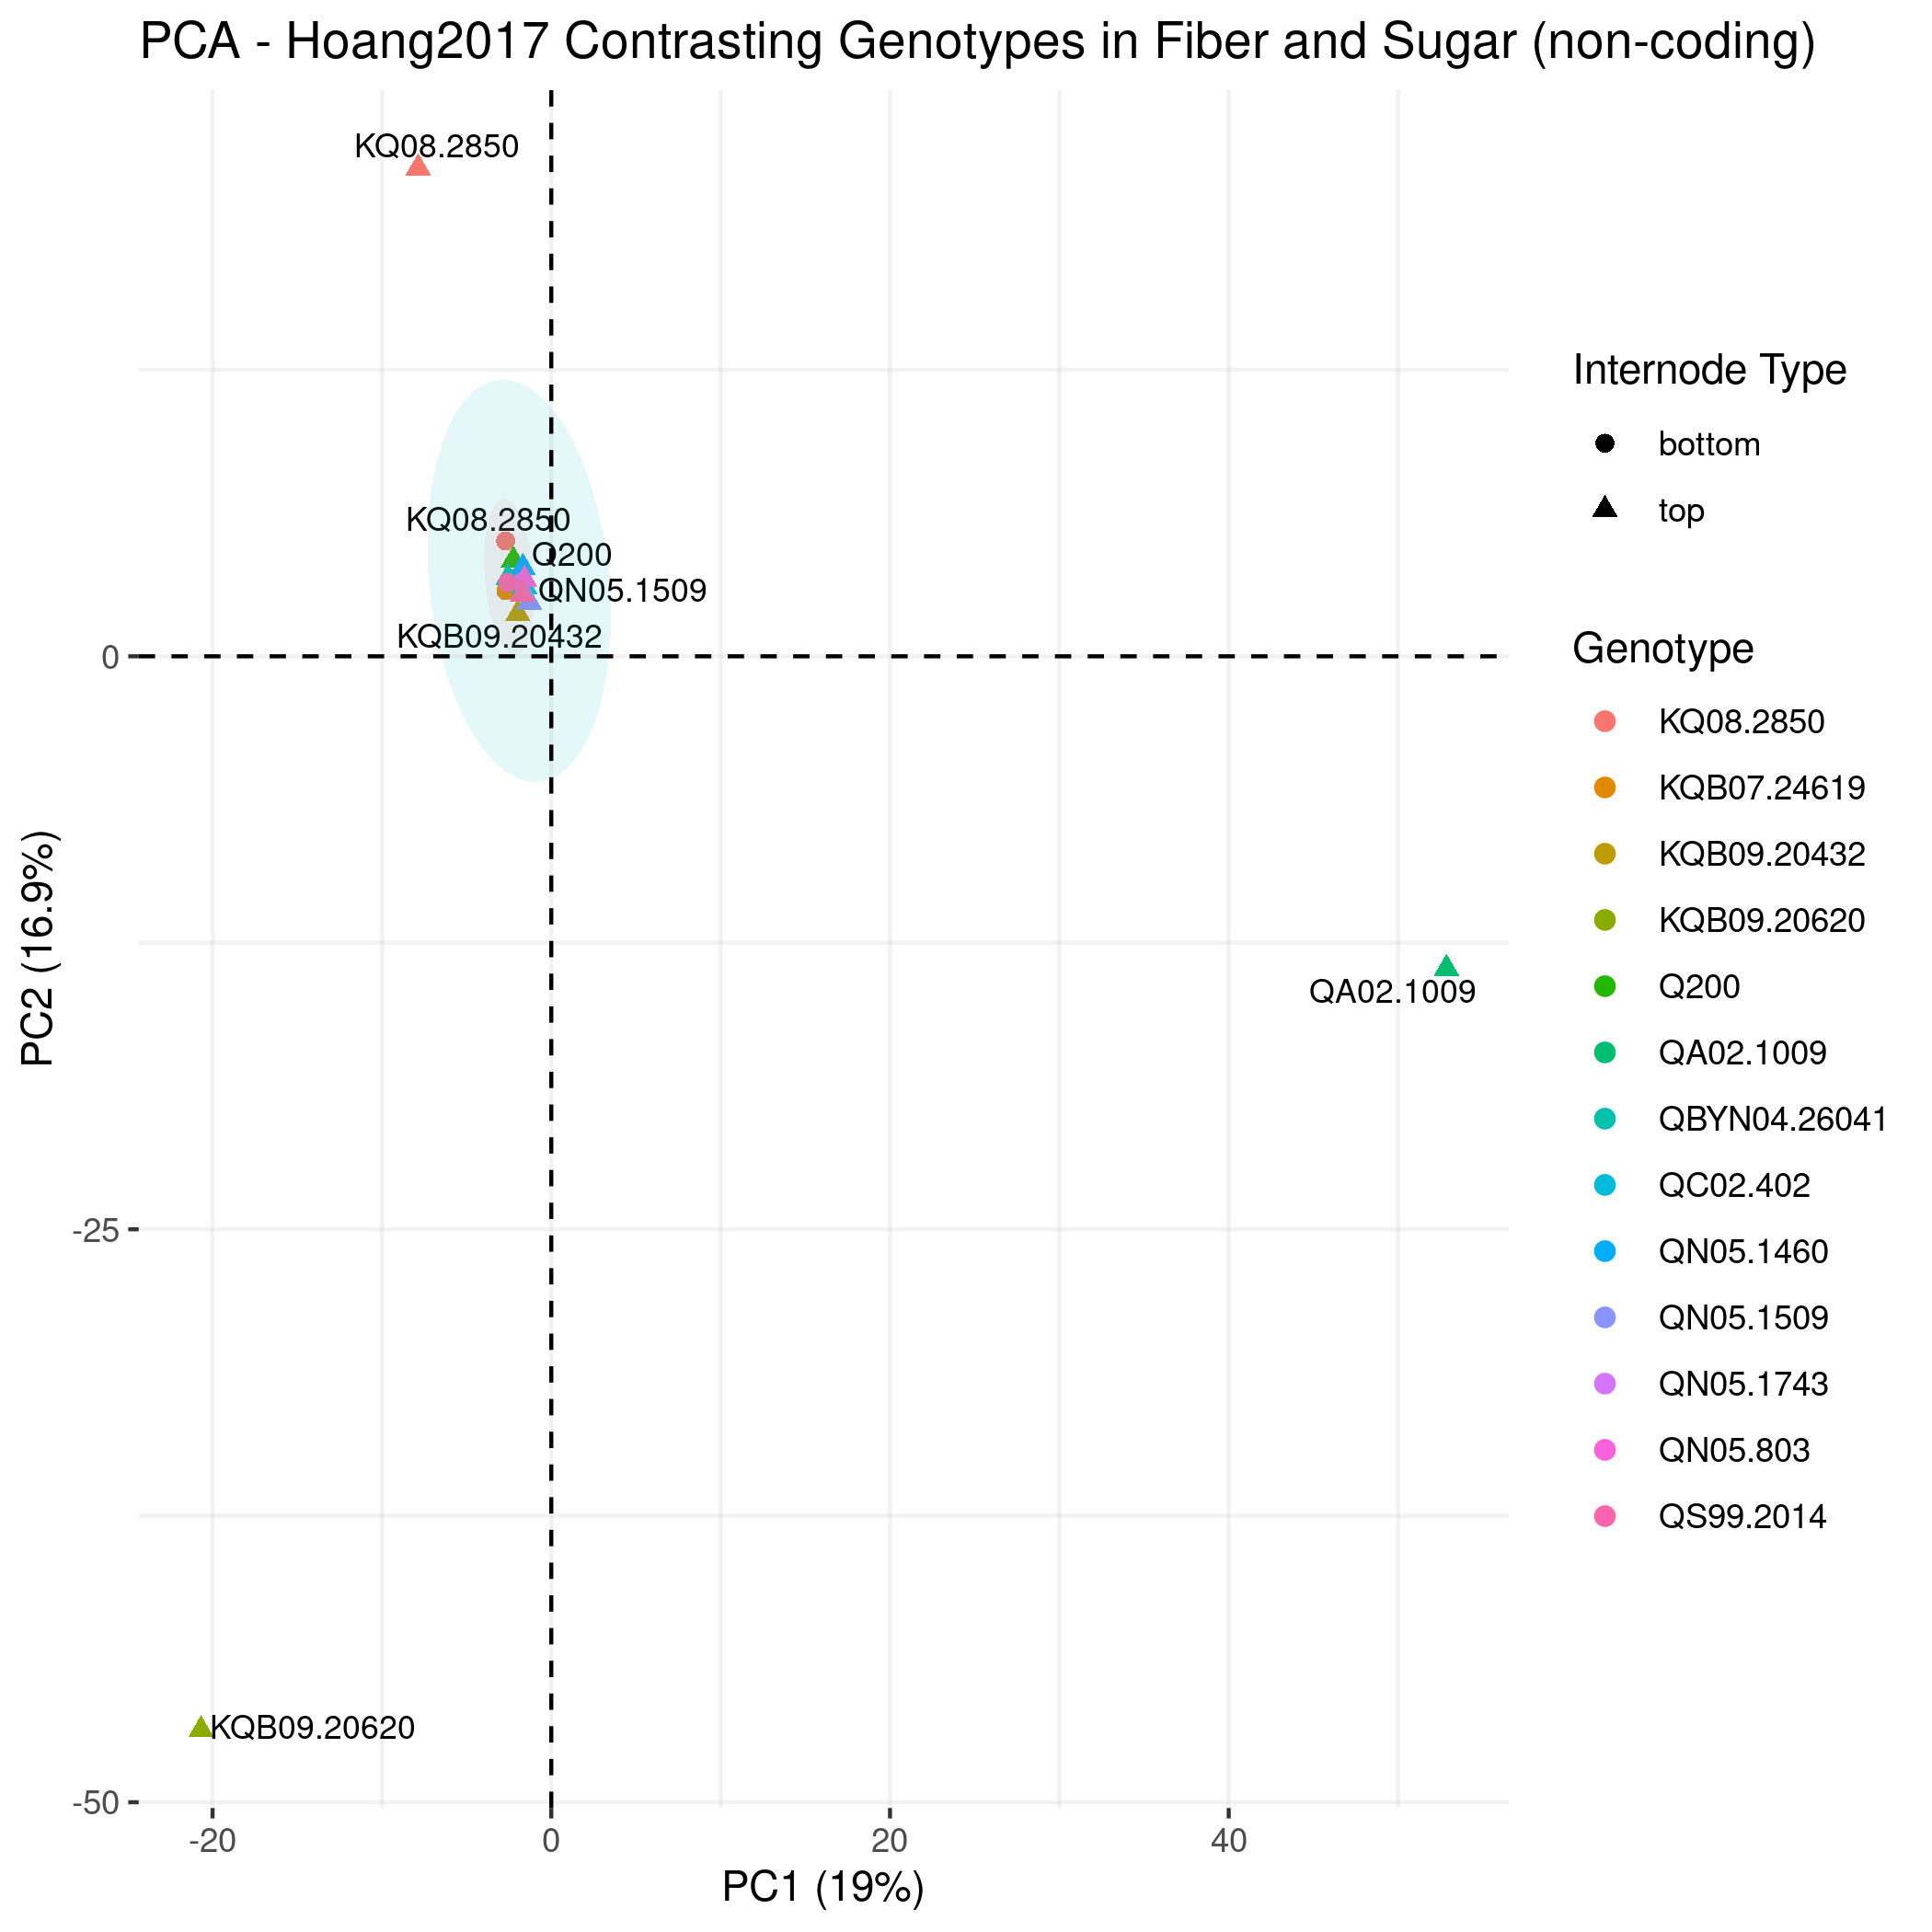 PCA - Hoang2017 Contrasting Genotypes in Fiber and Sugar (non-coding)
KQ08.2850
KQ08.2850
Q200
QN05.1509
KQB09.20432
QA02.1009
KQB09.20620
0
-25
-50
-20
0
20
40
PC1 (19%)
PC2 (16.9%)
Internode Type
bottom
top
Genotype
KQ08.2850
KQB07.24619
KQB09.20432
KQB09.20620
Q200
QA02.1009
QBYN04.26041
QC02.402
QN05.1460
QN05.1509
QN05.1743
QN05.803
QS99.2014